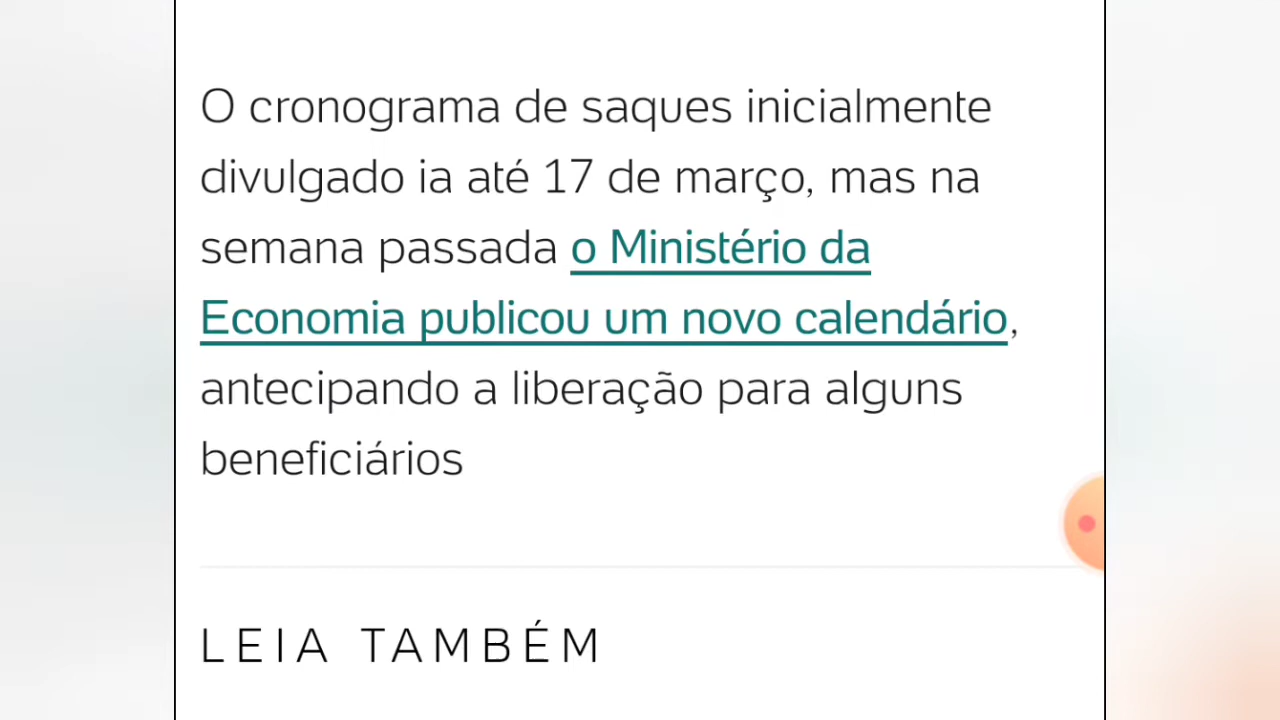 O cronograma de saques inicialmente
divulgado ia até 17 de março, mas na
semana passada o Ministério da
Economia publicou um novo calendário,
antecipando a liberação para alguns
beneficiários
LEIA TAMBÉM